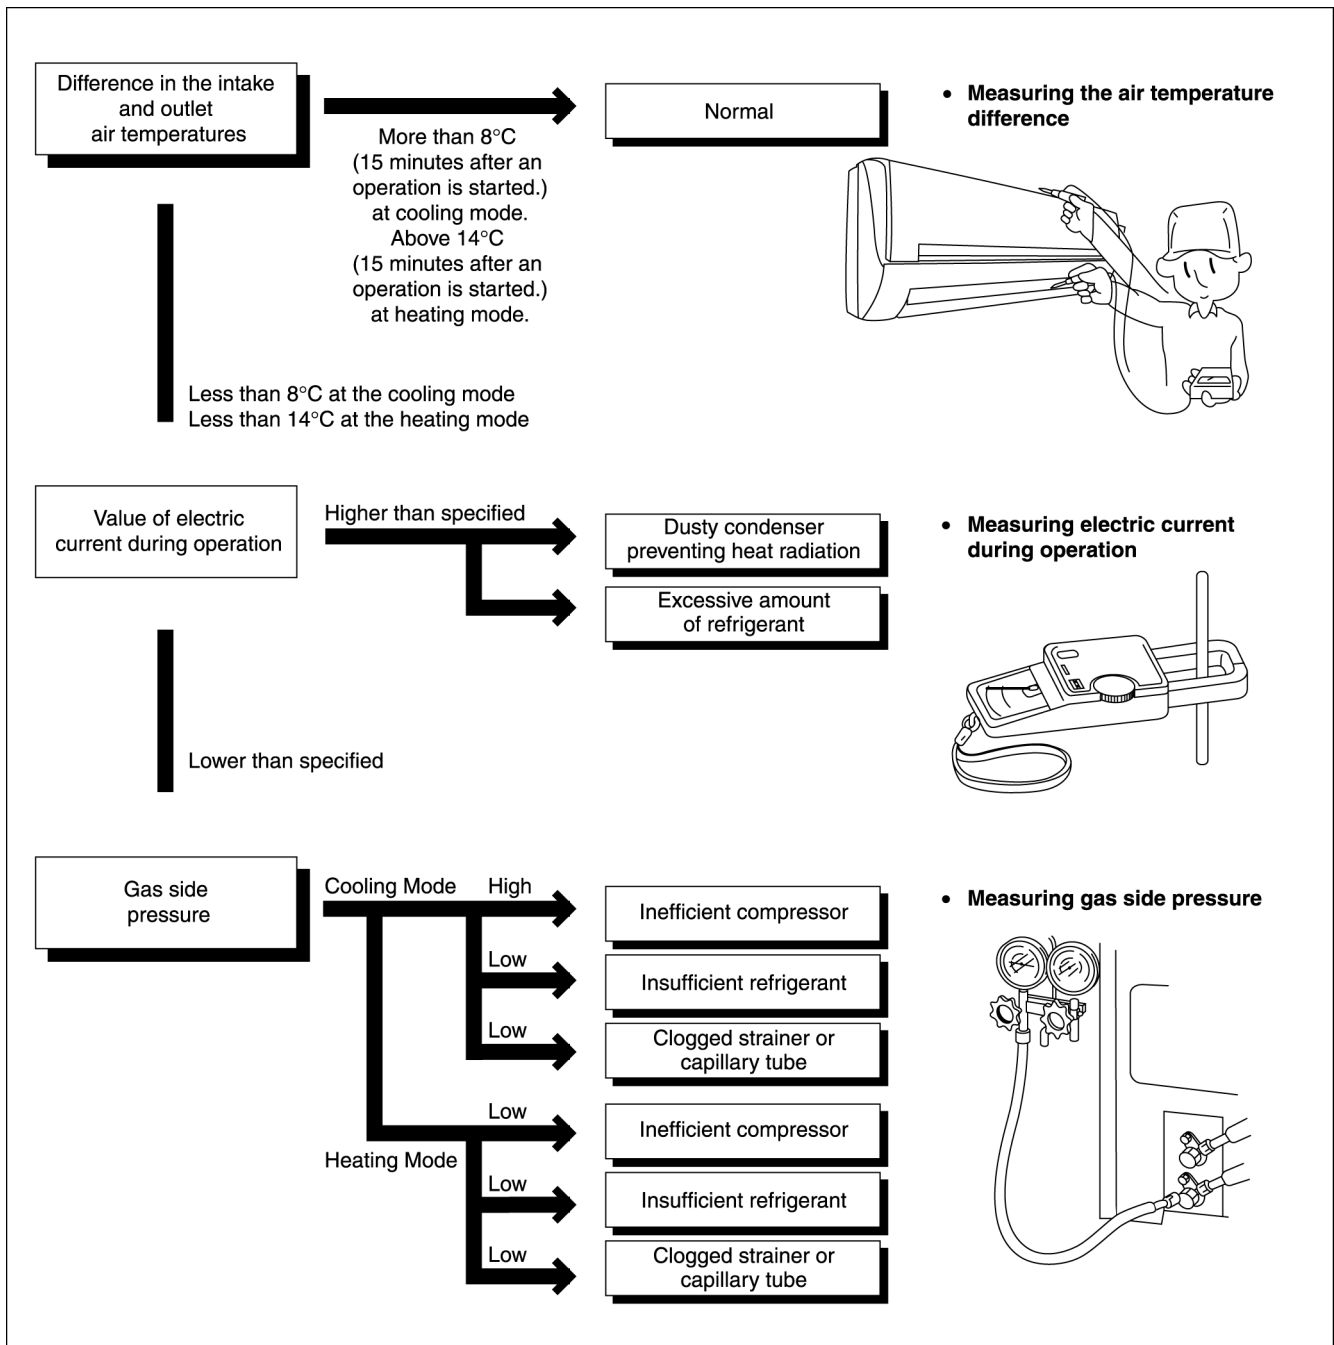 Difference in the intake
and outlet
air temperatures
More than 8°C
(15 minutes after an
operation is started.)
at cooling mode.
Above 14°C
(15 minutes after an
operation is started.)
at heating mode.
Normal
• Measuring the air temperature
difference
Less than 8°C at the cooling mode
Less than 14°C at the heating mode
Value of electric
current during operation
Higher than specified
Dusty condenser
preventing heat radiation
Excessive amount
of refrigerant
• Measuring electric current
during operation
Lower than specified
Gas side
pressure
Cooling Mode
High
Inefficient compressor
Low
Insufficient refrigerant
Low
Clogged strainer or
capillary tube
Heating Mode
Low
Inefficient compressor
Low
Insufficient refrigerant
Low
Clogged strainer or
capillary tube
• Measuring gas side pressure